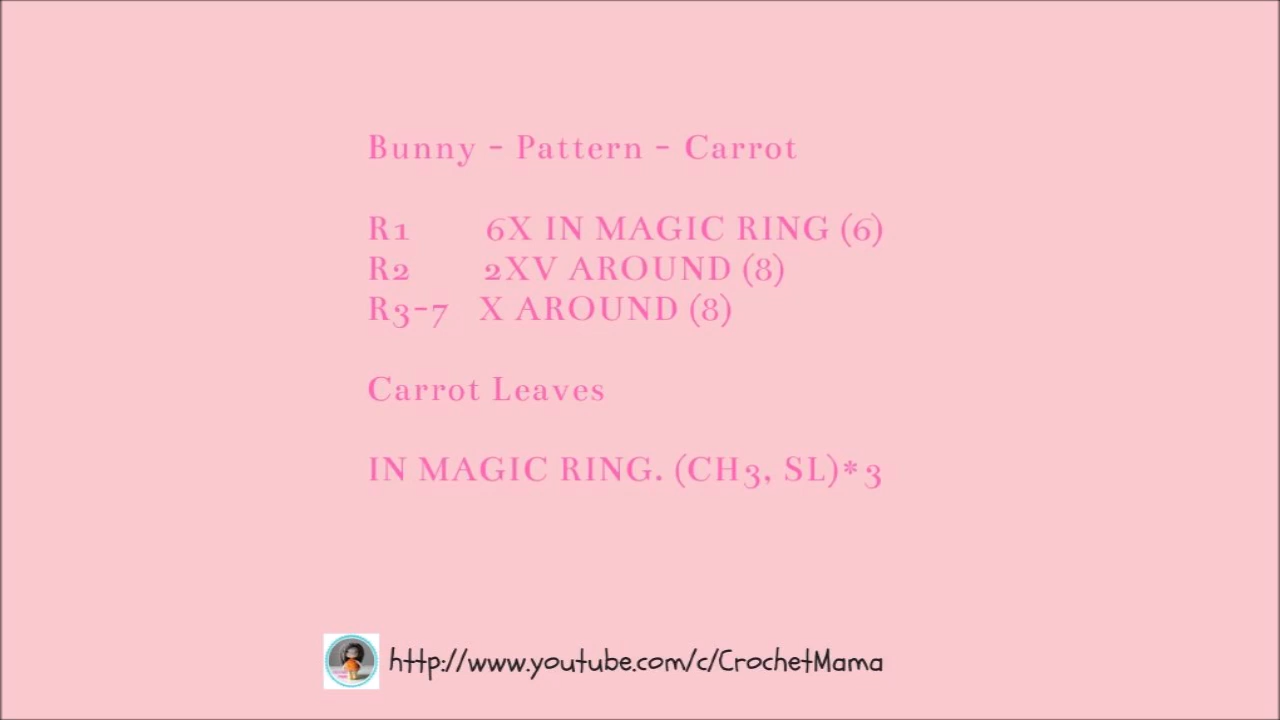 Bunny - Pattern - Carrot
R1 6X IN MAGIC RING (6)
R2 2XV AROUND (8)
R3-7 X AROUND (8)
Carrot Leaves
IN MAGIC RING. (CH3, SL)*3
http://www.youtube.com/c/CrochetMama